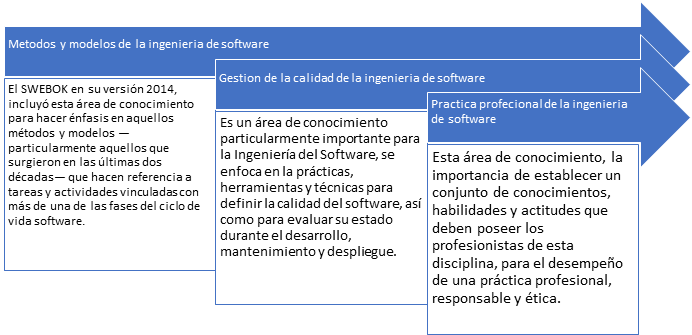 Metodos y modelos de la ingenieria de software
El SWEBOK en su versión 2014,
incluyó esta área de conocimiento
para hacer énfasis en aquellos
métodos y modelos —
particularmente aquellos que
surgieron en las últimas dos
décadas— que hacen referencia a
tareas y actividades vinculadas con
más de una de las fases del ciclo de
vida software.
Gestion de la calidad de la ingenieria de software
Es un área de conocimiento
particularmente importante para
la Ingeniería del Software, se
enfoca en la prácticas,
herramientas y técnicas para
definir la calidad del software, así
como para evaluar su estado
durante el desarrollo,
mantenimiento y despliegue.
Practica profecional de la ingenieria
de software
Esta área de conocimiento, la
importancia de establecer un
conjunto de conocimientos,
habilidades y actitudes que
deben poseer los
profesionistas de esta
disciplina, para el desempeño
de una práctica profesional,
responsable y ética.